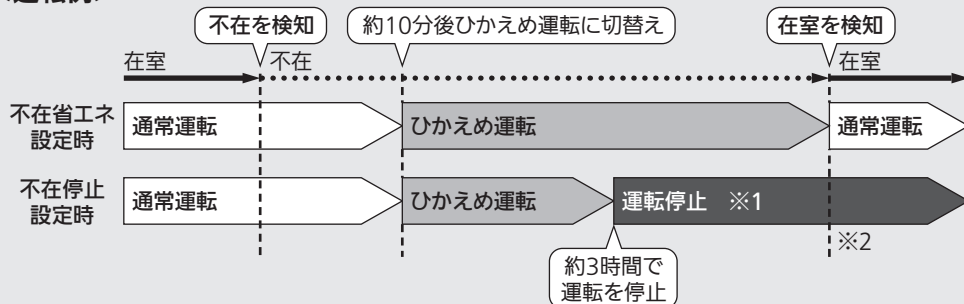 不在を検知
約10分後ひかえめ運転に切替え
在室を検知
在室
不在
在室
不在省エネ
設定時
通常運転
ひかえめ運転
通常運転
不在停止
設定時
通常運転
ひかえめ運転
運転停止 ※1
※2
約3時間で
運転を停止